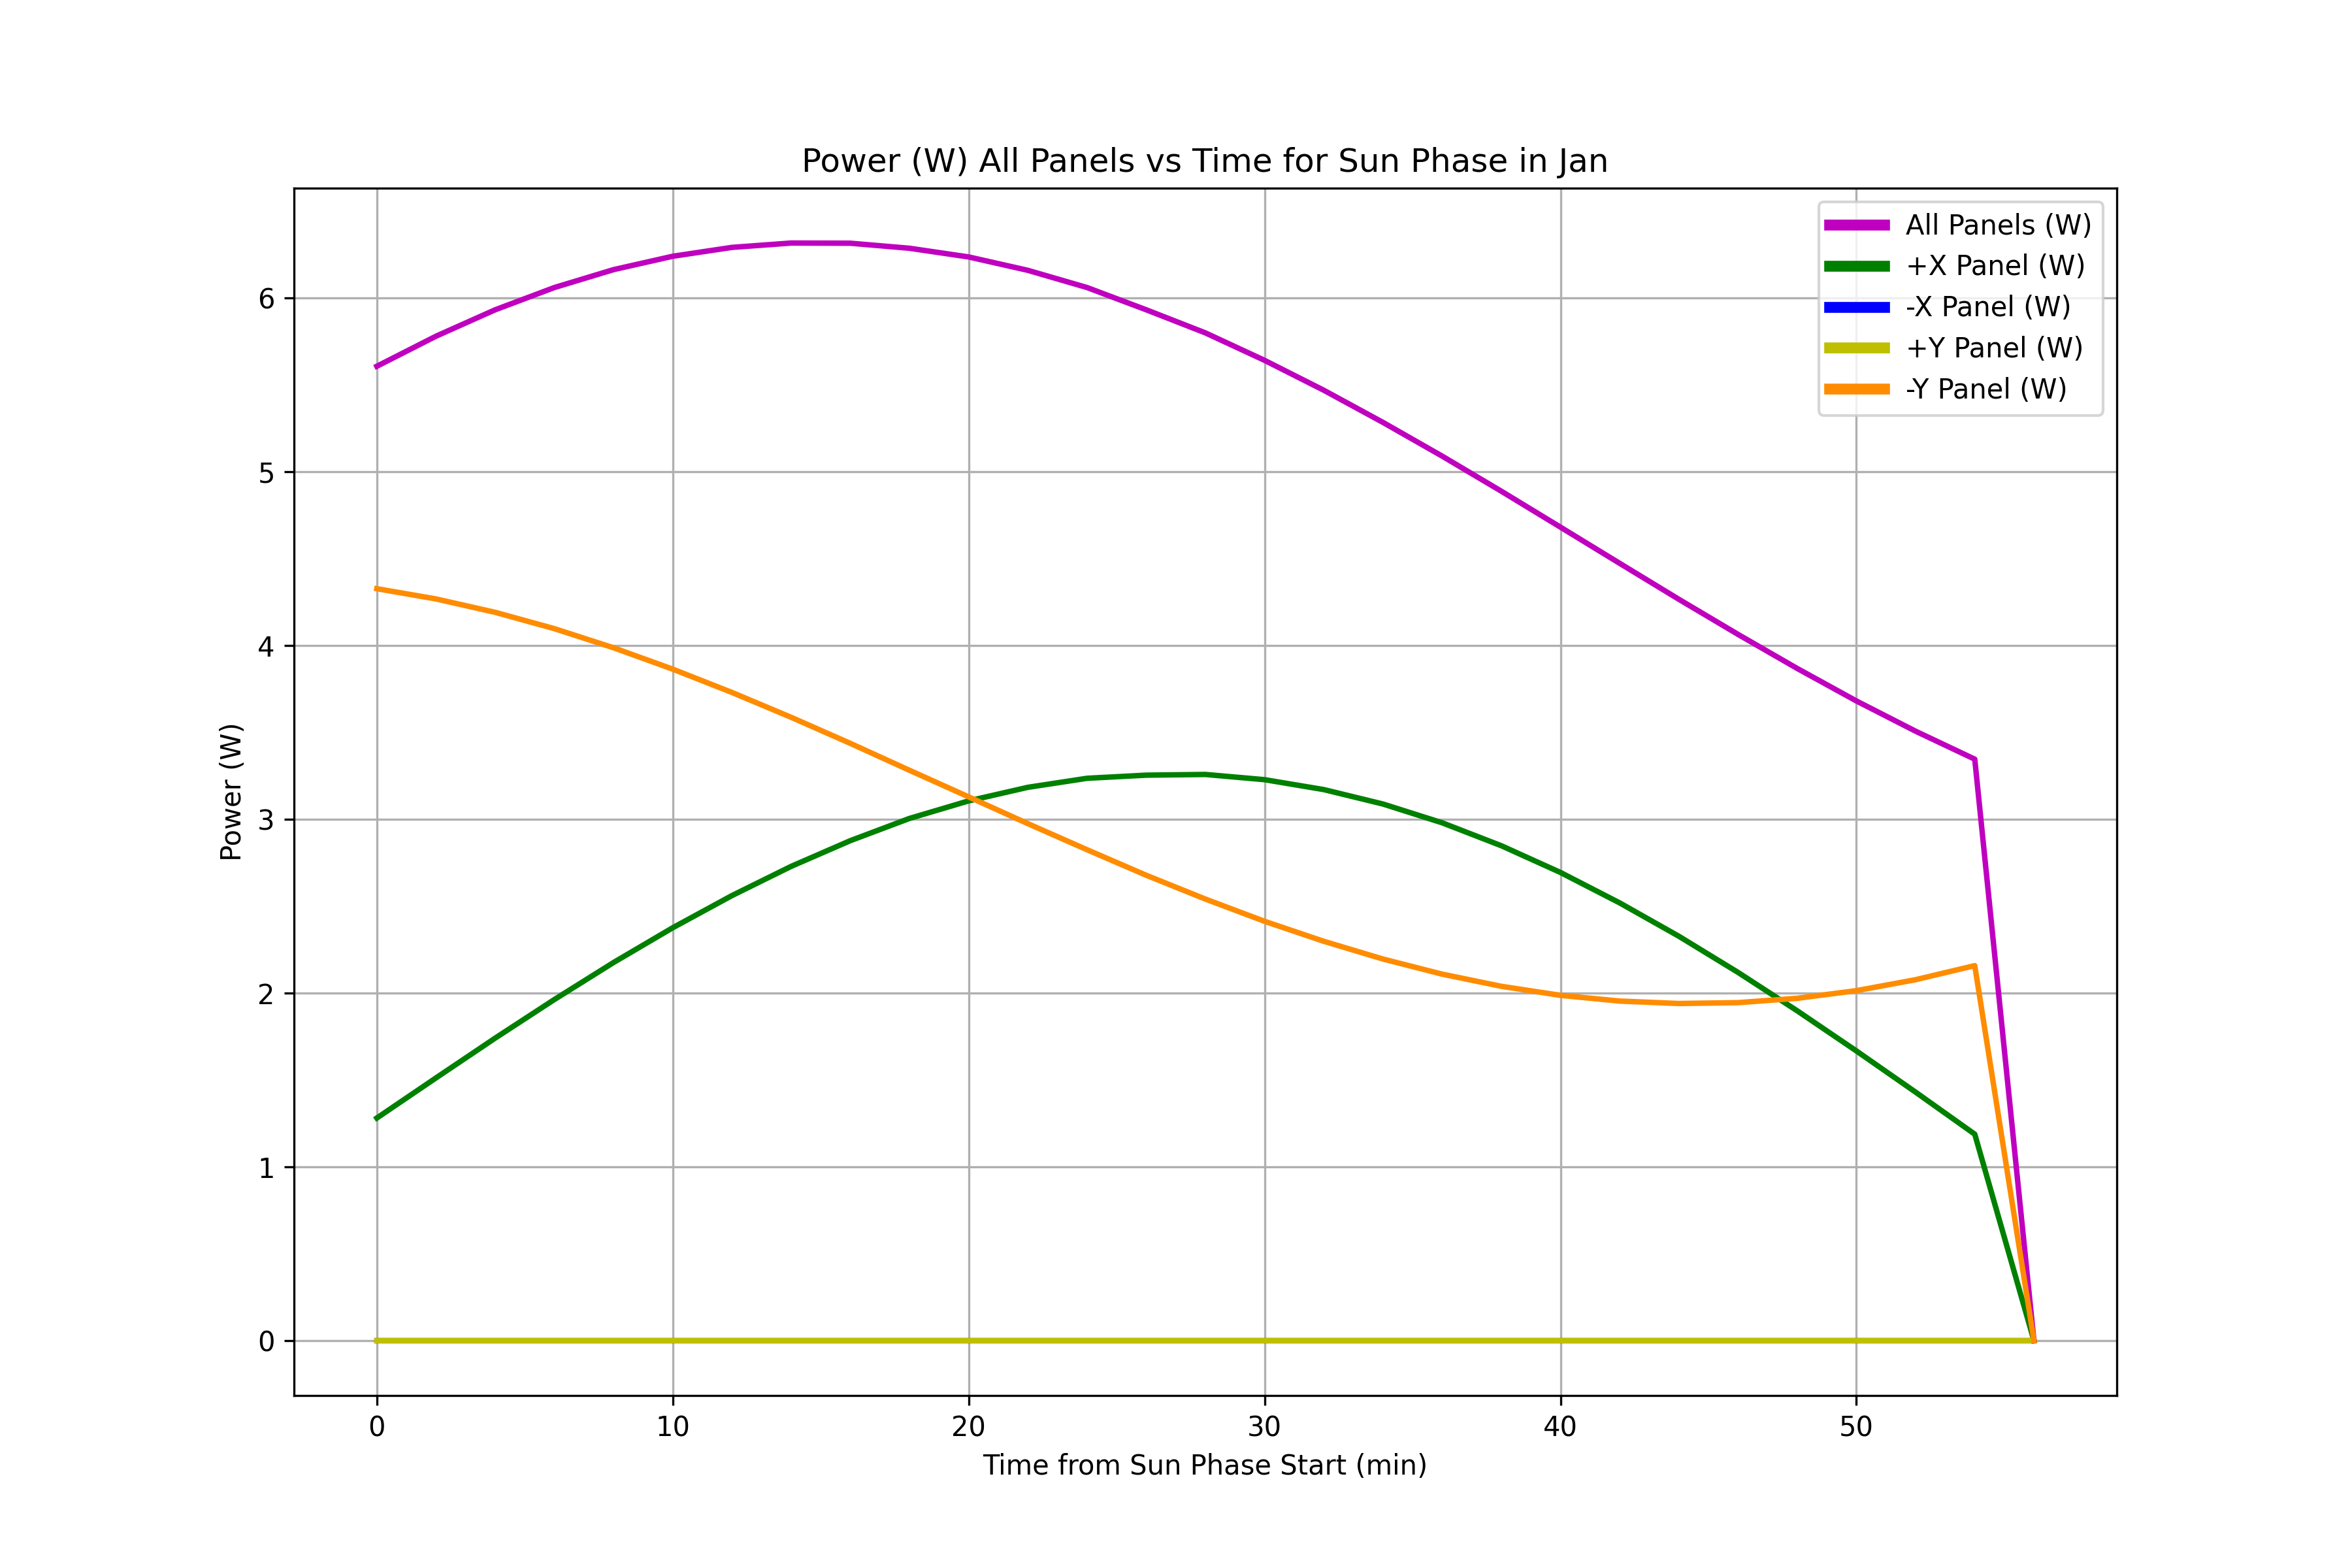 Power (W) All Panels vs Time for Sun Phase in Jan
All Panels (W)
+X Panel (W)
-X Panel (W)
+Y Panel (W)
-Y Panel (W)
Power (W)
6
5
4
3
2
1
0
0 10 20 30 40 50
Time from Sun Phase Start (min)